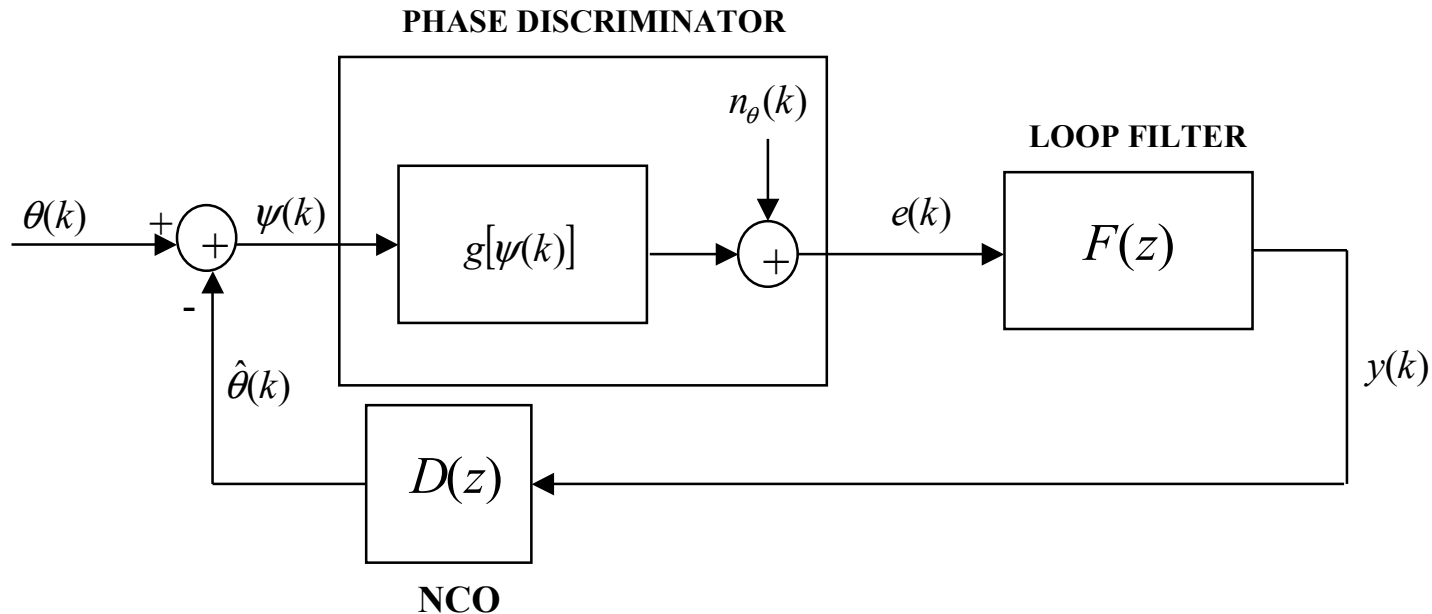 PHASE DISCRIMINATOR
n_θ(k)
LOOP FILTER
θ(k)
+
+
ψ(k)
g[ψ(k)]
+
e(k)
F(z)
-
θ̂(k)
y(k)
D(z)
NCO